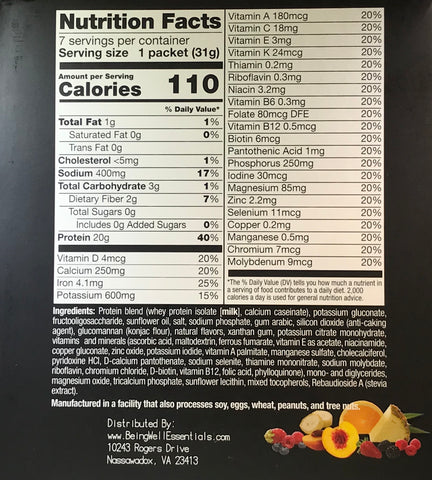 Nutrition Facts
7 servings per container
Serving size 1 packet (31g)
Amount per Serving
Calories 110
% Daily Value*
Total Fat 1g 1%
Saturated Fat 0g 0%
Trans Fat 0g
Cholesterol <5mg 1%
Sodium 400mg 17%
Total Carbohydrate 3g 1%
Dietary Fiber 2g 7%
Total Sugars 0g
Includes 0g Added Sugars 0%
Protein 20g 40%
Vitamin D 4mcg 20%
Calcium 250mg 20%
Iron 4.1mg 25%
Potassium 600mg 15%
Vitamin A 180mcg 20%
Vitamin C 18mg 20%
Vitamin E 3mg 20%
Vitamin K 24mcg 20%
Thiamin 0.2mg 20%
Riboflavin 0.3mg 20%
Niacin 3.2mg 20%
Vitamin B6 0.3mg 20%
Folate 80mcg DFE 20%
Vitamin B12 0.5mcg 20%
Biotin 6mcg 20%
Pantothenic Acid 1mg 20%
Phosphorus 250mg 20%
Iodine 30mcg 20%
Magnesium 85mg 20%
Zinc 2.2mg 20%
Selenium 11mcg 20%
Copper 0.2mg 20%
Manganese 0.5mg 20%
Chromium 7mcg 20%
Molybdenum 9mcg 20%
*The % Daily Value (DV) tells you how much a nutrient in
a serving of food contributes to a daily diet. 2,000
calories a day is used for general nutrition advice.
Ingredients: Protein blend (whey protein isolate [milk], calcium caseinate), potassium gluconate,
fructooligosaccharide, sunflower oil, salt, sodium phosphate, gum arabic, silicon dioxide (anti-caking
agent), glucomannan (konjac flour), natural flavors, xanthan gum, potassium citrate monohydrate,
vitamins and minerals (ascorbic acid, maltodextrin, ferrous fumarate, vitamin E as acetate, niacinamide,
copper gluconate, zinc oxide, potassium iodide, vitamin A palmitate, manganese sulfate, cholecalciferol,
pyridoxine HCl, D-calcium pantothenate, sodium selenite, thiamine mononitrate, sodium molybdate,
riboflavin, chromium chloride, D-biotin, vitamin B12, folic acid, phylloquinone), mono- and diglycerides,
magnesium oxide, tricalcium phosphate, sunflower lecithin, mixed tocopherols, Rebaudioside A (stevia
extract).
Manufactured in a facility that also processes soy, eggs, wheat, peanuts, and tree nuts.
Distributed By:
www.BeingWellEssentials.com
10243 Rogers Drive
Nassawadox, VA 23413